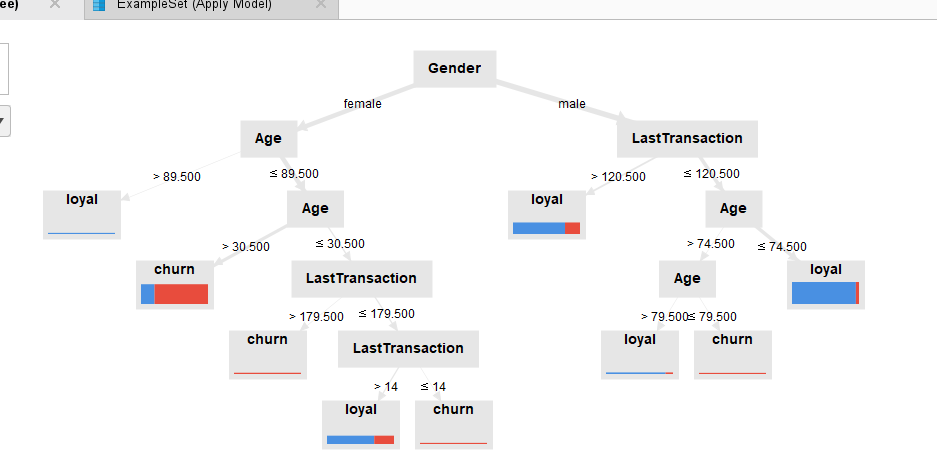 ee)
ExampleSet (Apply Model)
Gender
female
male
Age
LastTransaction
> 89.500
≤ 89.500
> 120.500
≤ 120.500
loyal
Age
loyal
Age
> 30.500
≤ 30.500
> 74.500
≤ 74.500
churn
LastTransaction
Age
loyal
> 179.500
≤ 179.500
> 79.500
≤ 79.500
churn
LastTransaction
loyal
churn
> 14
≤ 14
loyal
churn